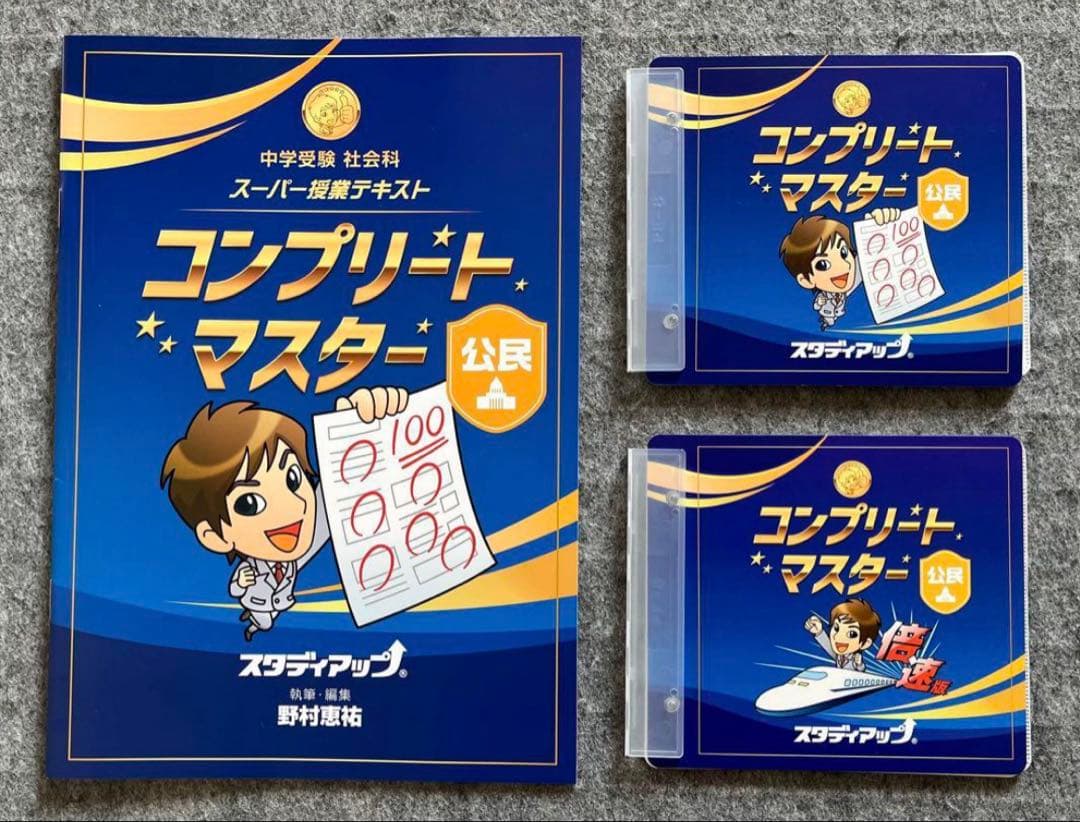 中学受験 社会科
スーパー授業テキスト
コンプリート
マスター
公民
100
スタディアップ®
執筆・編集
野村恵祐
コンプリート
マスター
公民
100
スタディアップ®
コンプリート
マスター
公民
倍速版
スタディアップ®